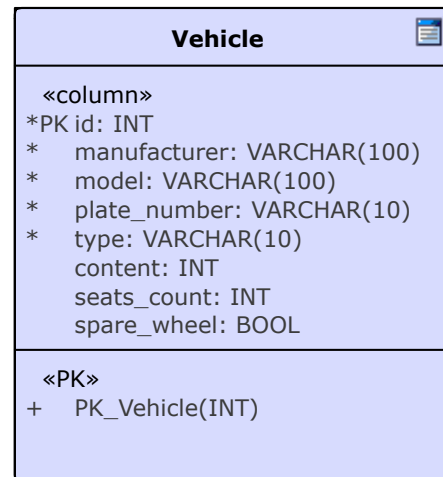 Vehicle
«column»
*PK id: INT
* manufacturer: VARCHAR(100)
* model: VARCHAR(100)
* plate_number: VARCHAR(10)
* type: VARCHAR(10)
content: INT
seats_count: INT
spare_wheel: BOOL
«PK»
+ PK_Vehicle(INT)